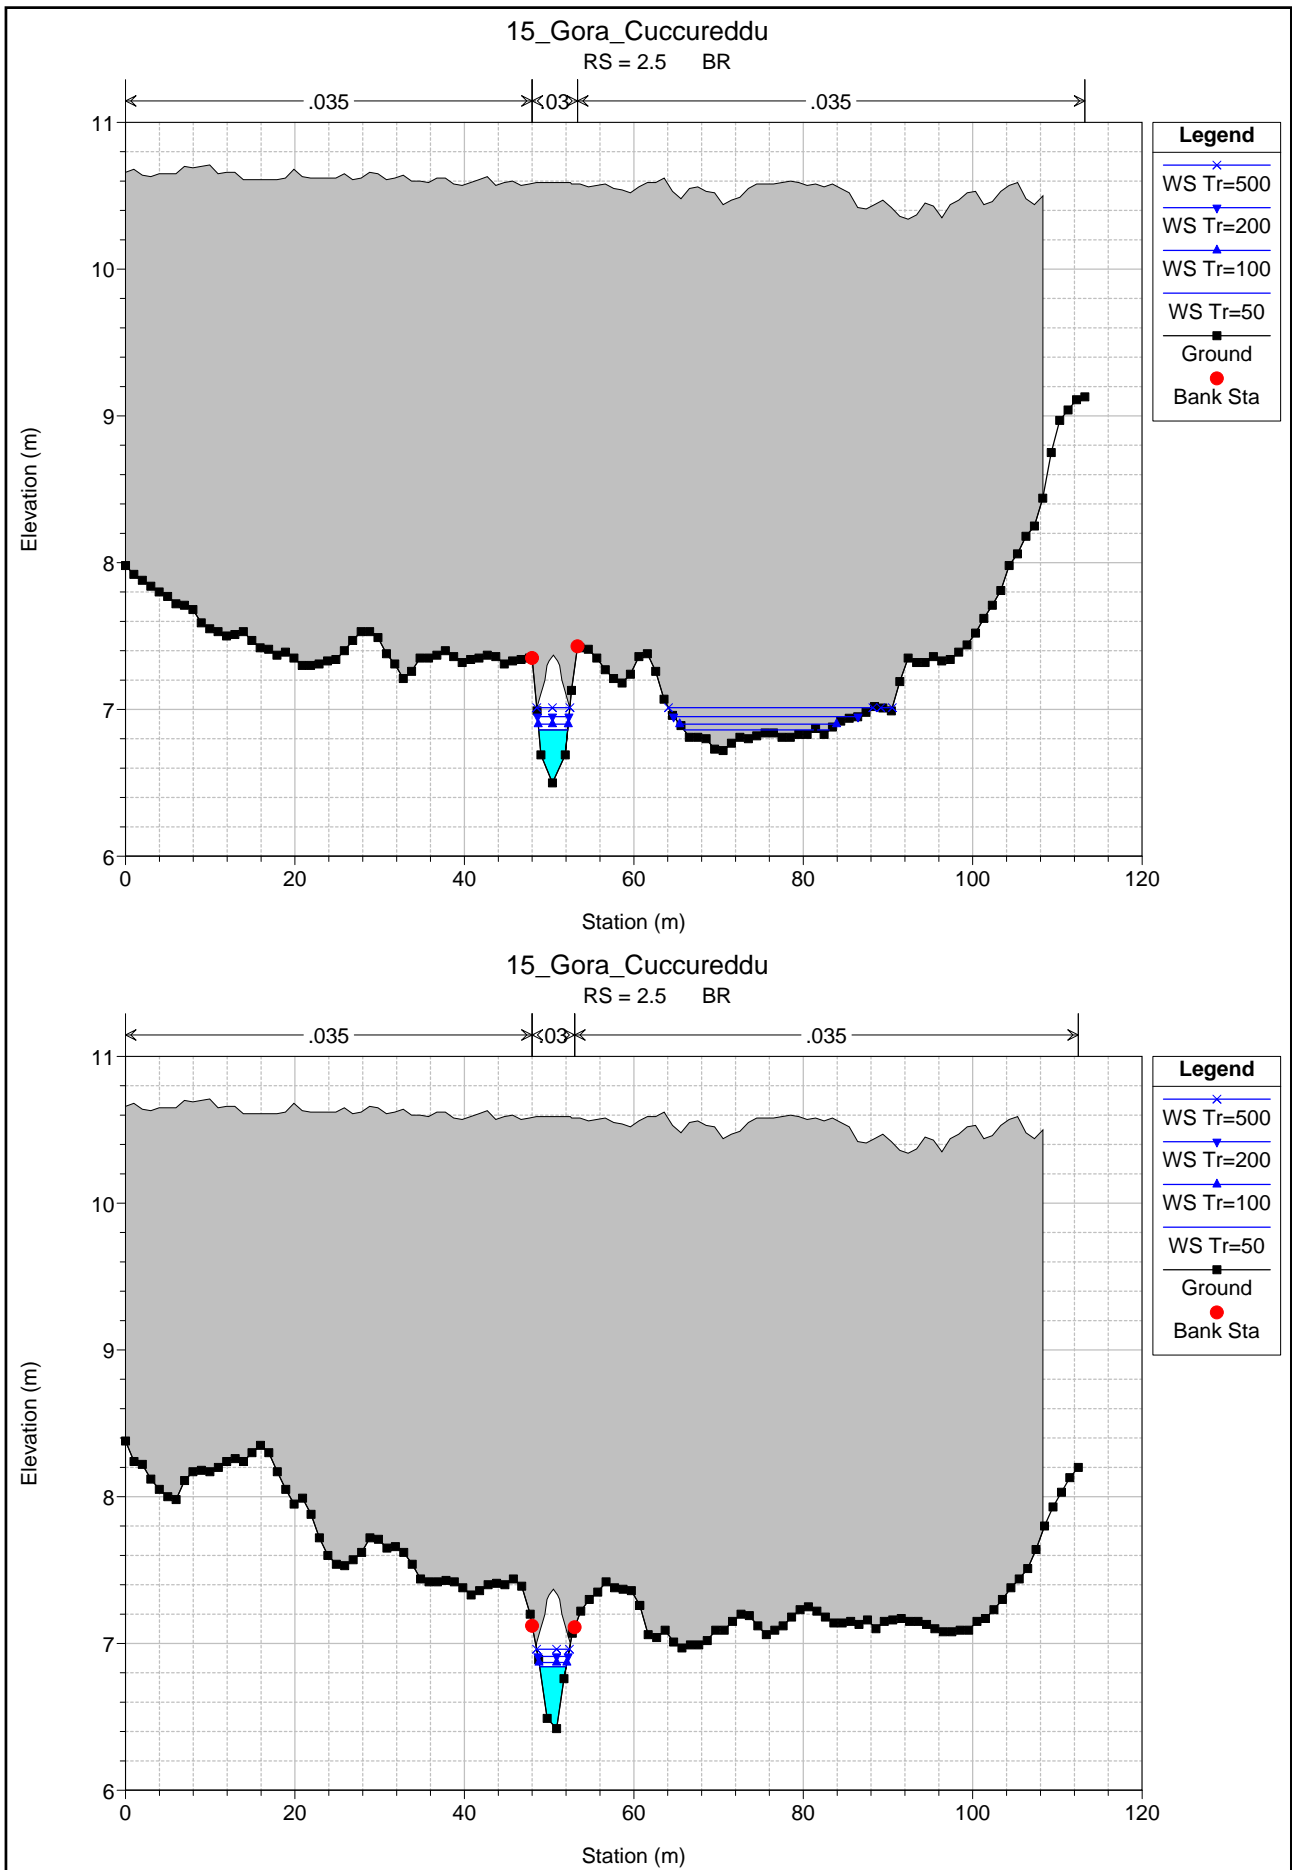 15_Gora_Cuccureddu
RS = 2.5 BR
.035 .03 .035
11
10
9
8
7
6
0 20 40 60 80 100 120
Elevation (m)
Station (m)
Legend
WS Tr=500
WS Tr=200
WS Tr=100
WS Tr=50
Ground
Bank Sta
15_Gora_Cuccureddu
RS = 2.5 BR
.035 .03 .035
11
10
9
8
7
6
0 20 40 60 80 100 120
Elevation (m)
Station (m)
Legend
WS Tr=500
WS Tr=200
WS Tr=100
WS Tr=50
Ground
Bank Sta